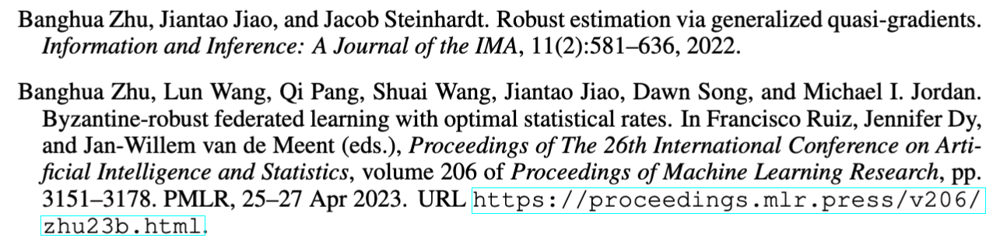 Banghua Zhu, Jiantao Jiao, and Jacob Steinhardt. Robust estimation via generalized quasi-gradients.
Information and Inference: A Journal of the IMA, 11(2):581–636, 2022.
Banghua Zhu, Lun Wang, Qi Pang, Shuai Wang, Jiantao Jiao, Dawn Song, and Michael I. Jordan.
Byzantine-robust federated learning with optimal statistical rates. In Francisco Ruiz, Jennifer Dy,
and Jan-Willem van de Meent (eds.), Proceedings of The 26th International Conference on Arti-
ficial Intelligence and Statistics, volume 206 of Proceedings of Machine Learning Research, pp.
3151–3178. PMLR, 25–27 Apr 2023. URL https://proceedings.mlr.press/v206/
zhu23b.html.